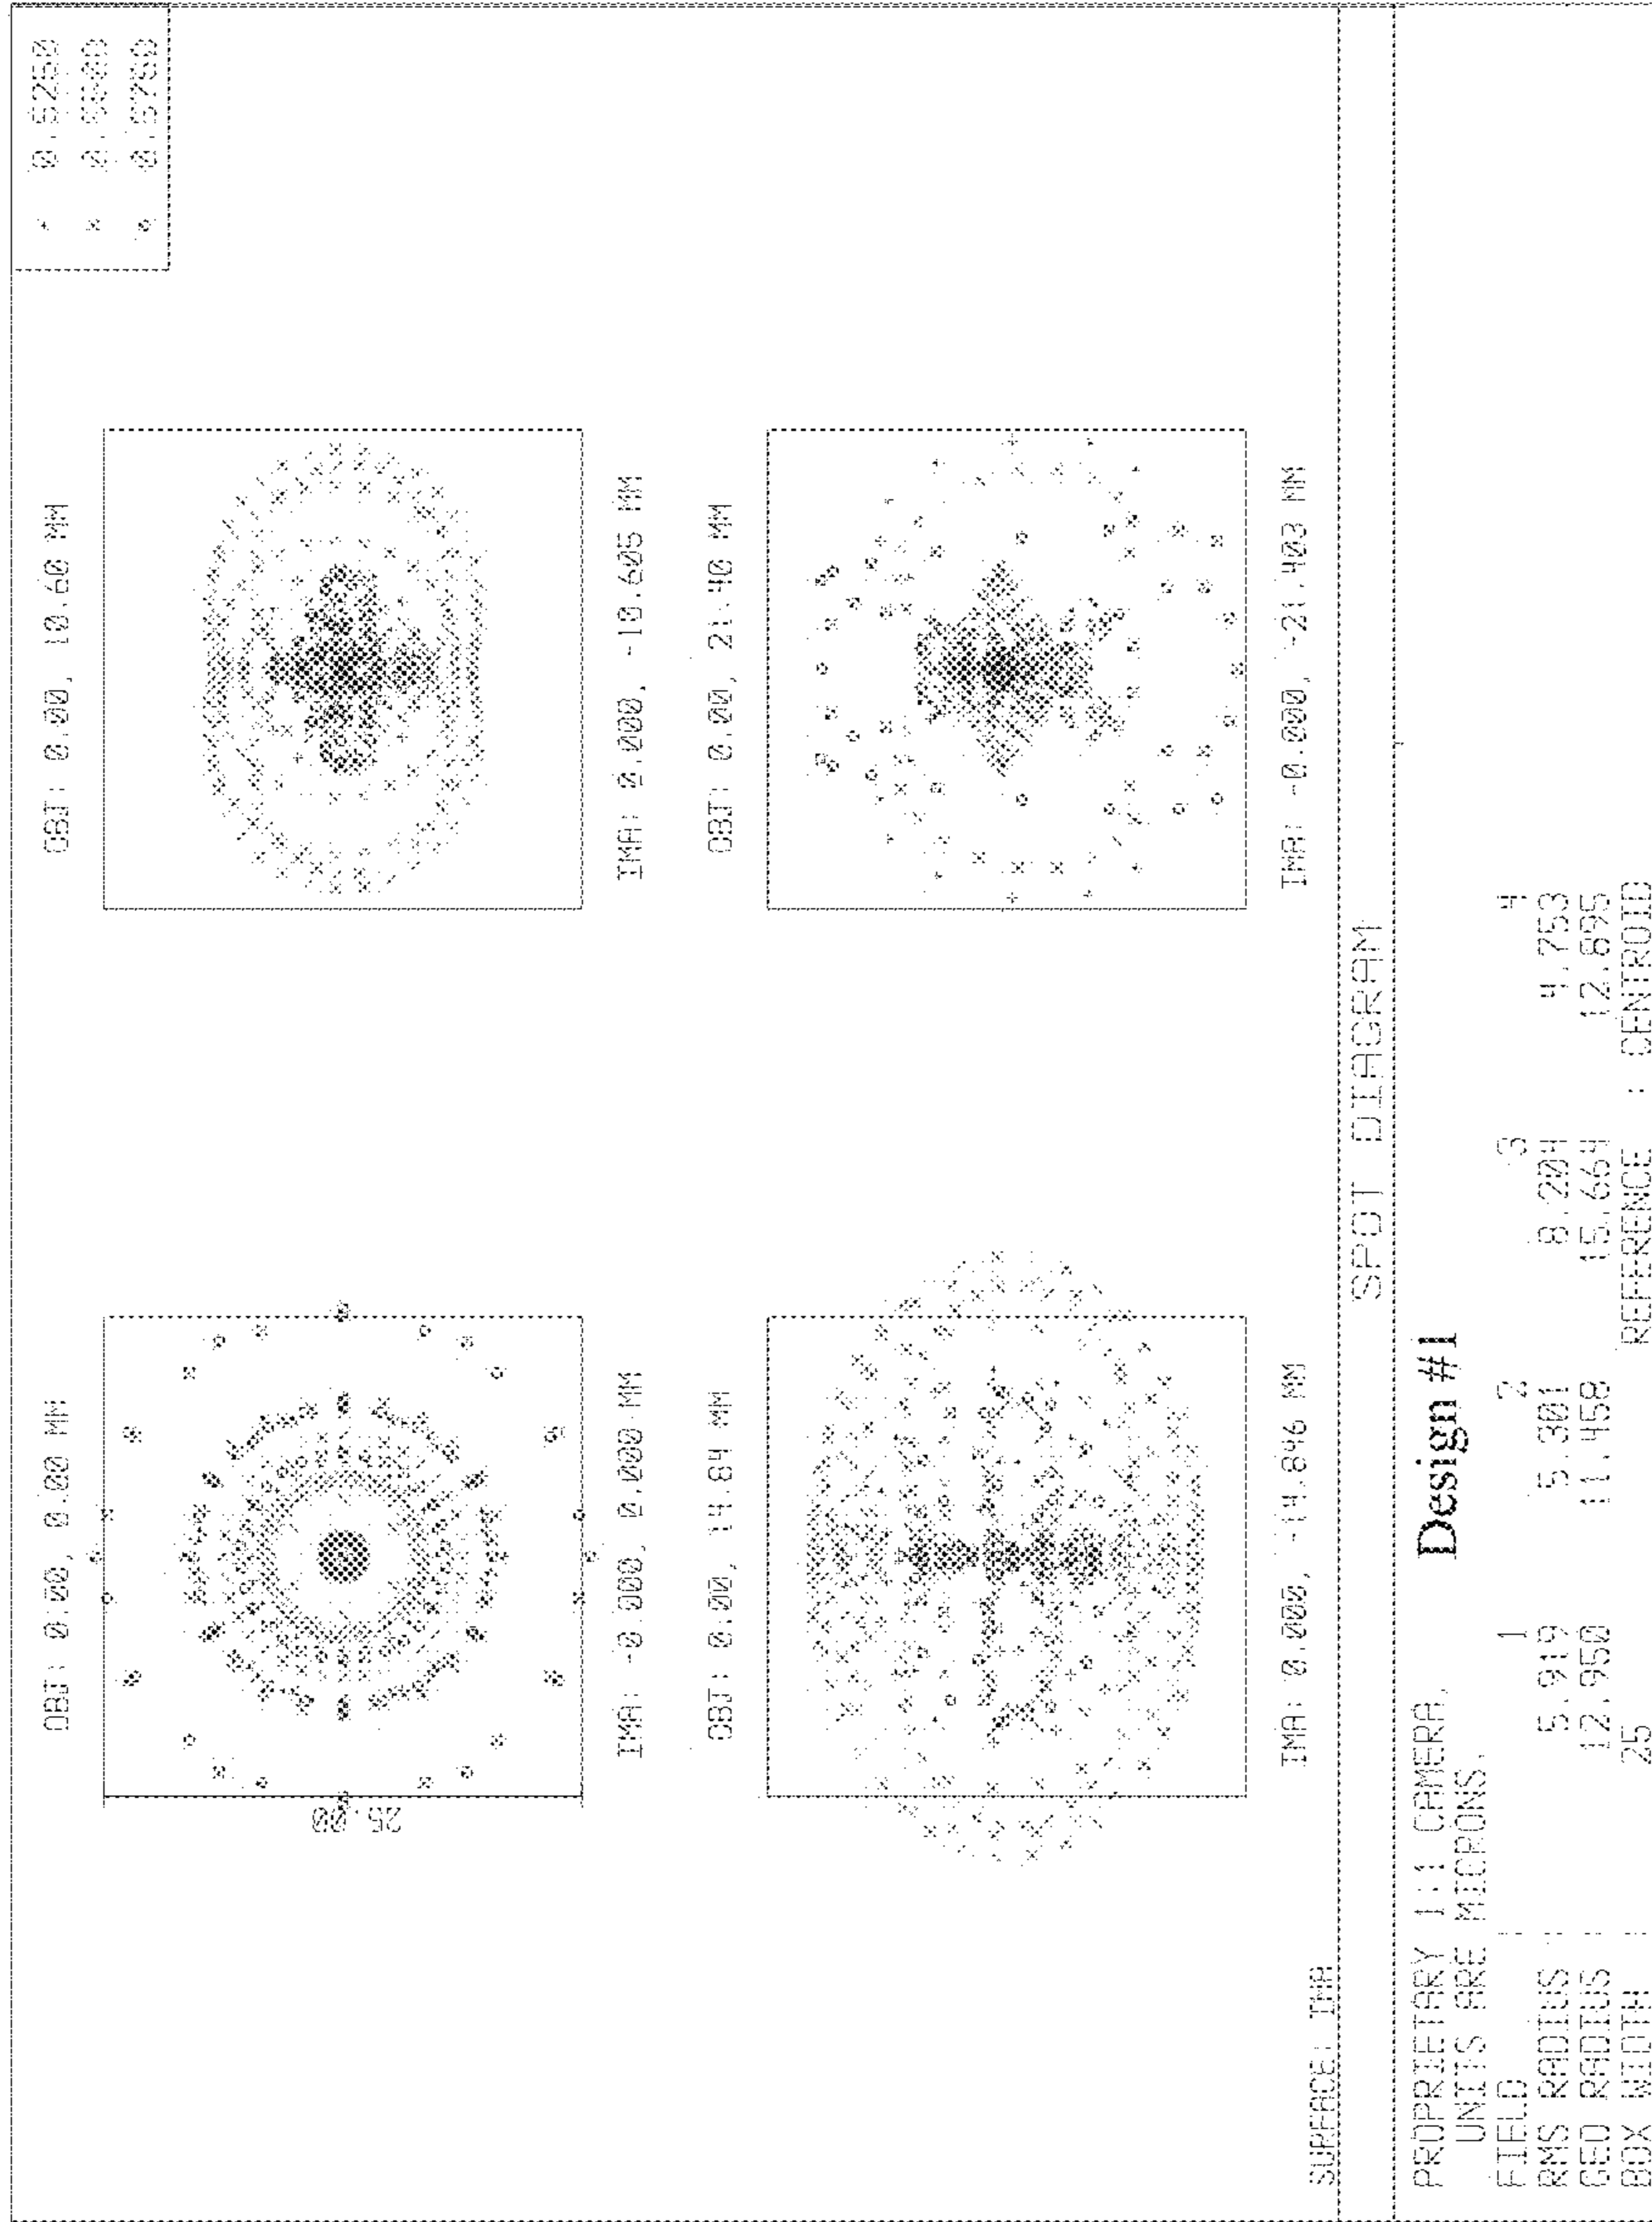 + 0.5250
× 0.5500
0.5750
OBJ: 0.00, 0.00 MM
OBJ: 0.00, 10.60 MM
25.00
IMA: -0.000, 0.000 MM
IMA: 0.000, -10.605 MM
OBJ: 0.00, 14.84 MM
OBJ: 0.00, 21.40 MM
IMA: 0.000, -14.846 MM
IMA: -0.000, -21.403 MM
SURFACE: IMA
SPOT DIAGRAM
PROPRIETARY 1:1 CAMERA. Design #1
UNITS ARE MICRONS.
FIELD : 1 2 3 4
RMS RADIUS : 5.919 5.301 8.204 4.753
GEO RADIUS : 12.950 11.458 15.664 12.895
BOX WIDTH : 25 REFERENCE : CENTROID